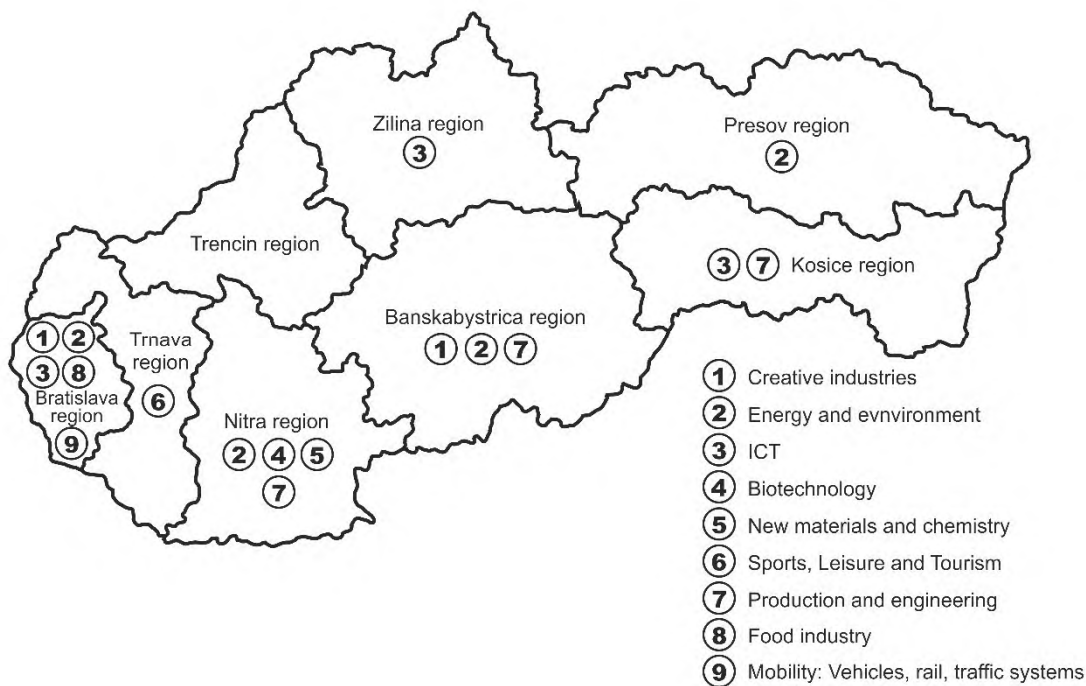 Zilina region
3
Presov region
2
Trencin region
3 7 Kosice region
Banskabystrica region
1 2 7
1 2
3 8
Bratislava
region
9
Trnava
region
6
Nitra region
2 4 5
7
1 Creative industries
2 Energy and evnvironment
3 ICT
4 Biotechnology
5 New materials and chemistry
6 Sports, Leisure and Tourism
7 Production and engineering
8 Food industry
9 Mobility: Vehicles, rail, traffic systems